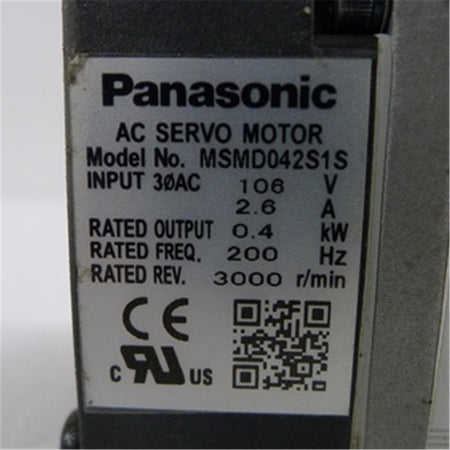 Panasonic
AC SERVO MOTOR
Model No. MSMD042S1S
INPUT 3ØAC 106 V
2.6 A
RATED OUTPUT 0.4 kW
RATED FREQ. 200 Hz
RATED REV. 3000 r/min
CE
c RU US